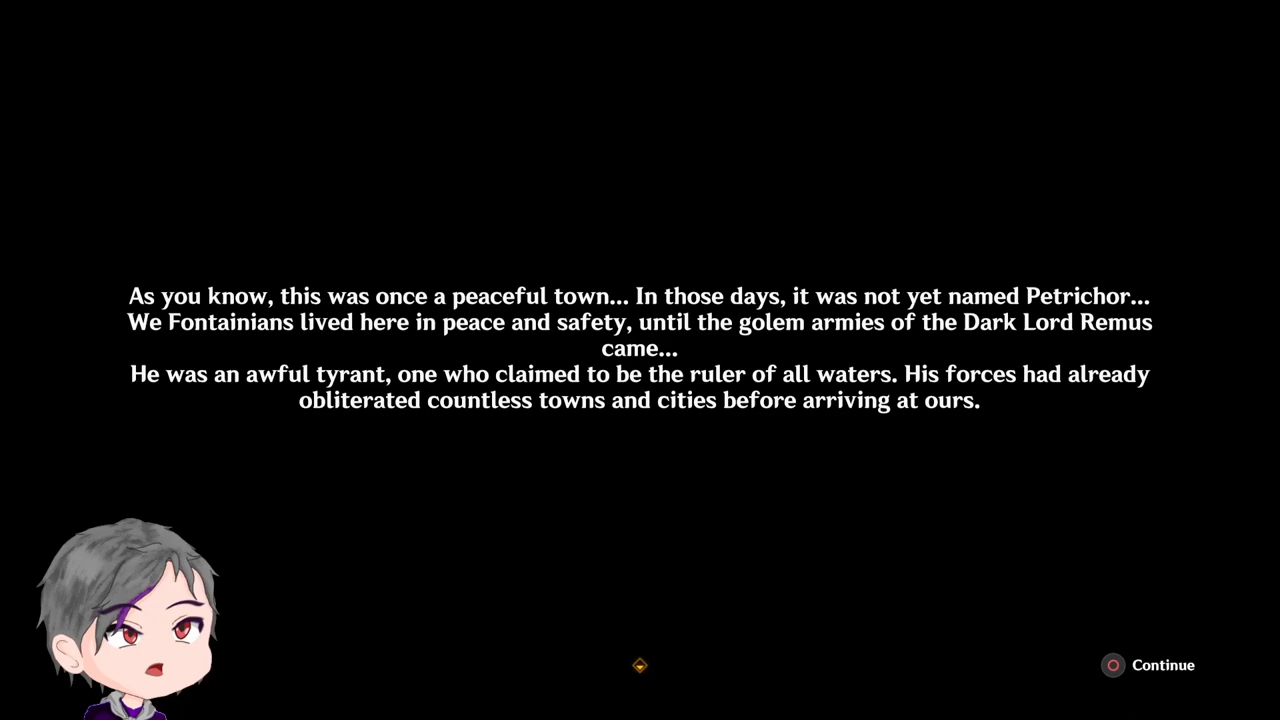 As you know, this was once a peaceful town... In those days, it was not yet named Petrichor...
We Fontainians lived here in peace and safety, until the golem armies of the Dark Lord Remus
came...
He was an awful tyrant, one who claimed to be the ruler of all waters. His forces had already
obliterated countless towns and cities before arriving at ours.
Continue